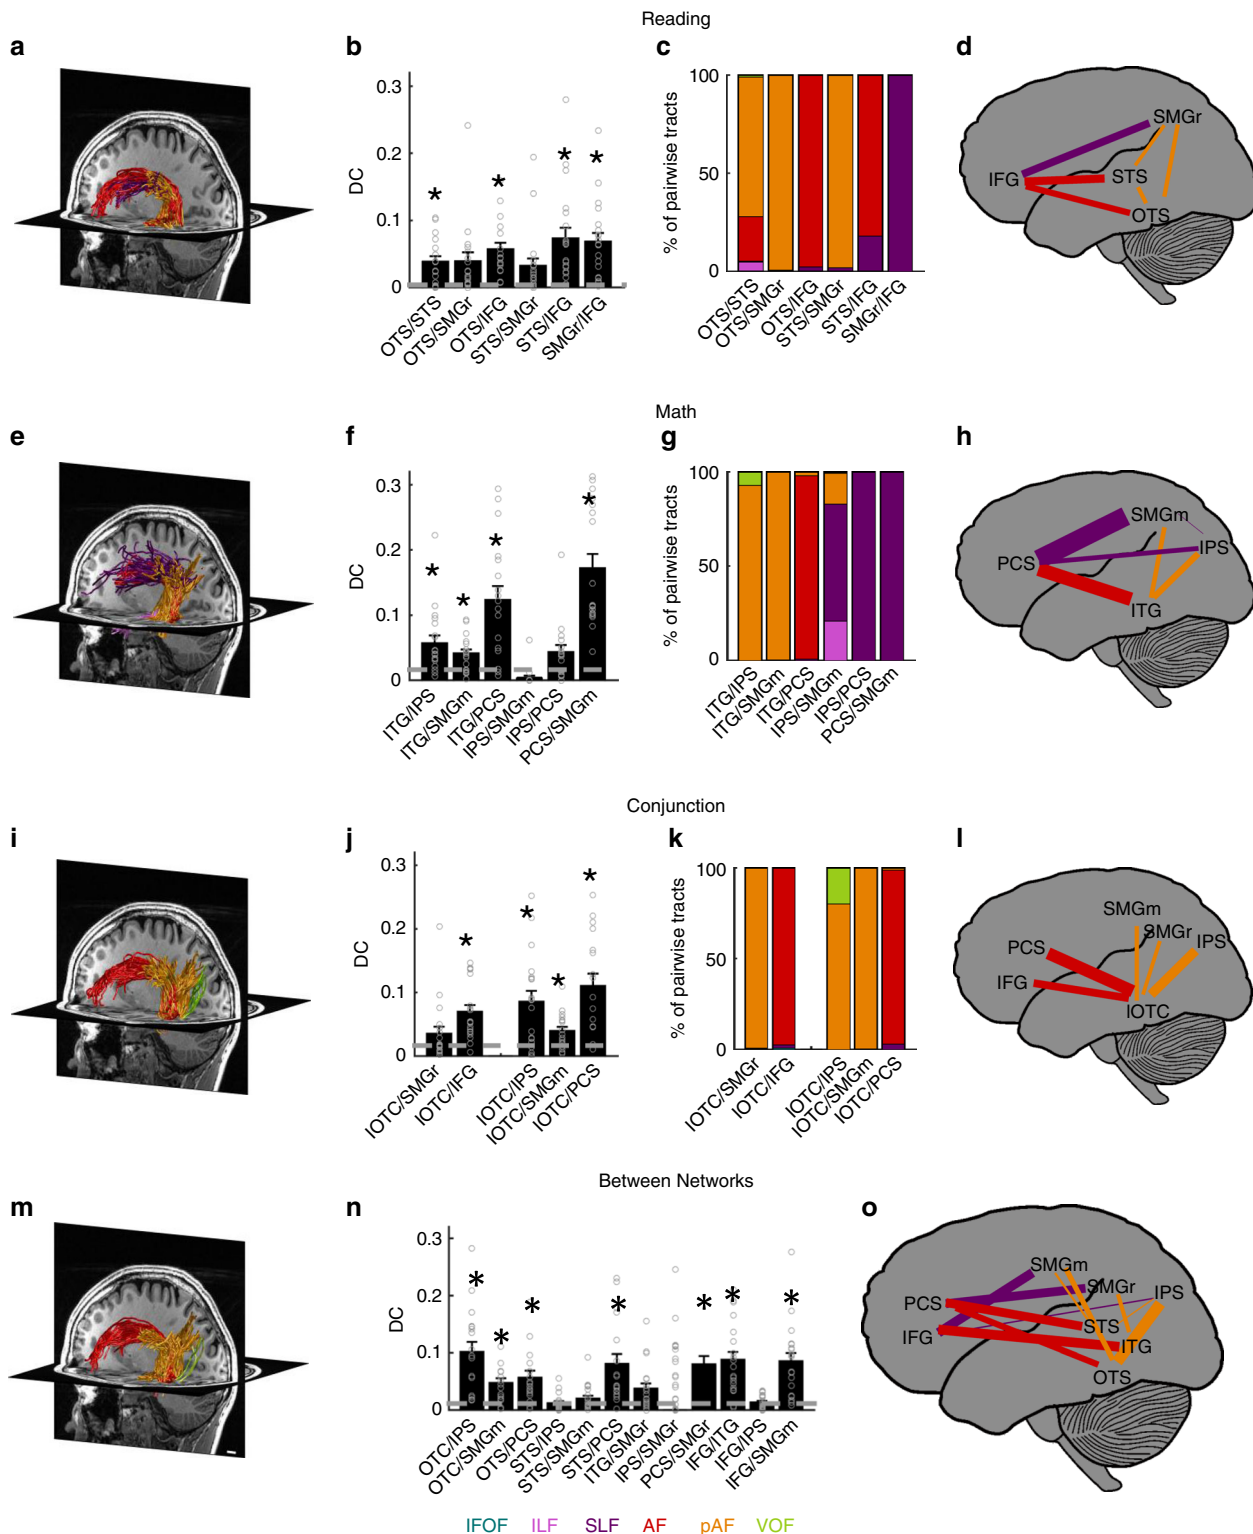 Reading
a
b
c
d
DC
0.3
0.2
0.1
0
OTS/STS
OTS/SMGr
OTS/IFG
STS/SMGr
STS/IFG
SMGr/IFG
% of pairwise tracts
100
50
0
OTS/STS
OTS/SMGr
OTS/IFG
STS/SMGr
STS/IFG
SMGr/IFG
SMGr
IFG
STS
OTS
Math
e
f
g
h
DC
0.3
0.2
0.1
0
ITG/IPS
ITG/SMGm
ITG/PCS
IPS/SMGm
IPS/PCS
PCS/SMGm
% of pairwise tracts
100
50
0
ITG/IPS
ITG/SMGm
ITG/PCS
IPS/SMGm
IPS/PCS
PCS/SMGm
SMGm
IPS
PCS
ITG
Conjunction
i
j
k
l
DC
0.3
0.2
0.1
0
IOTC/SMGr
IOTC/IFG
IOTC/IPS
IOTC/SMGm
IOTC/PCS
% of pairwise tracts
100
50
0
IOTC/SMGr
IOTC/IFG
IOTC/IPS
IOTC/SMGm
IOTC/PCS
SMGm
SMGr
IPS
PCS
IFG
IOTC
Between Networks
m
n
o
DC
0.3
0.2
0.1
0
OTC/IPS
OTC/SMGm
OTS/PCS
STS/IPS
STS/SMGm
STS/PCS
ITG/SMGr
IPS/SMGr
PCS/SMGr
IFG/ITG
IFG/IPS
IFG/SMGm
SMGm
SMGr
IPS
PCS
STS
IFG
ITG
OTS
IFOF ILF SLF AF pAF VOF